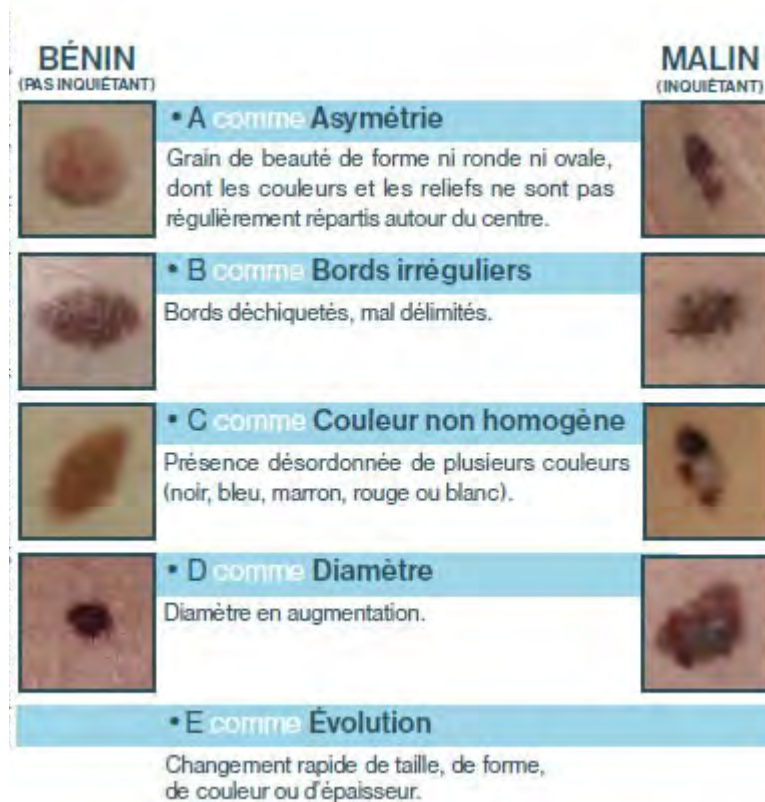 BÉNIN
(PAS INQUIÉTANT)
MALIN
(INQUIÉTANT)
• A comme Asymétrie
Grain de beauté de forme ni ronde ni ovale,
dont les couleurs et les reliefs ne sont pas
régulièrement répartis autour du centre.
• B comme Bords irréguliers
Bords déchiquetés, mal délimités.
• C comme Couleur non homogène
Présence désordonnée de plusieurs couleurs
(noir, bleu, marron, rouge ou blanc).
• D comme Diamètre
Diamètre en augmentation.
• E comme Évolution
Changement rapide de taille, de forme,
de couleur ou d'épaisseur.